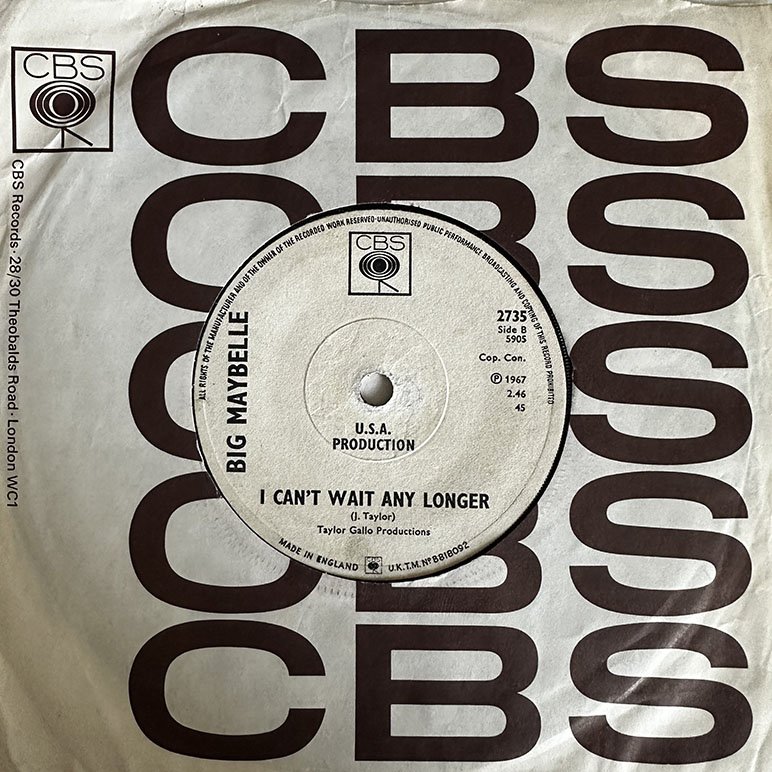 CBS
CBS
CBS
CBS
CBS
CBS
CBS Records · 28/30 Theobalds Road · London WC1
ALL RIGHTS OF THE MANUFACTURER AND OF THE OWNER OF THE RECORDED WORK RESERVED·UNAUTHORISED PUBLIC PERFORMANCE BROADCASTING AND COPYING OF THIS RECORD PROHIBITED
CBS
2735
Side B
5905
Cop. Con.
Ⓟ 1967
2.46
45
BIG MAYBELLE
U.S.A.
PRODUCTION
I CAN'T WAIT ANY LONGER
(J. Taylor)
Taylor Gallo Productions
MADE IN ENGLAND CBS U.K.T.M. Nº B818092